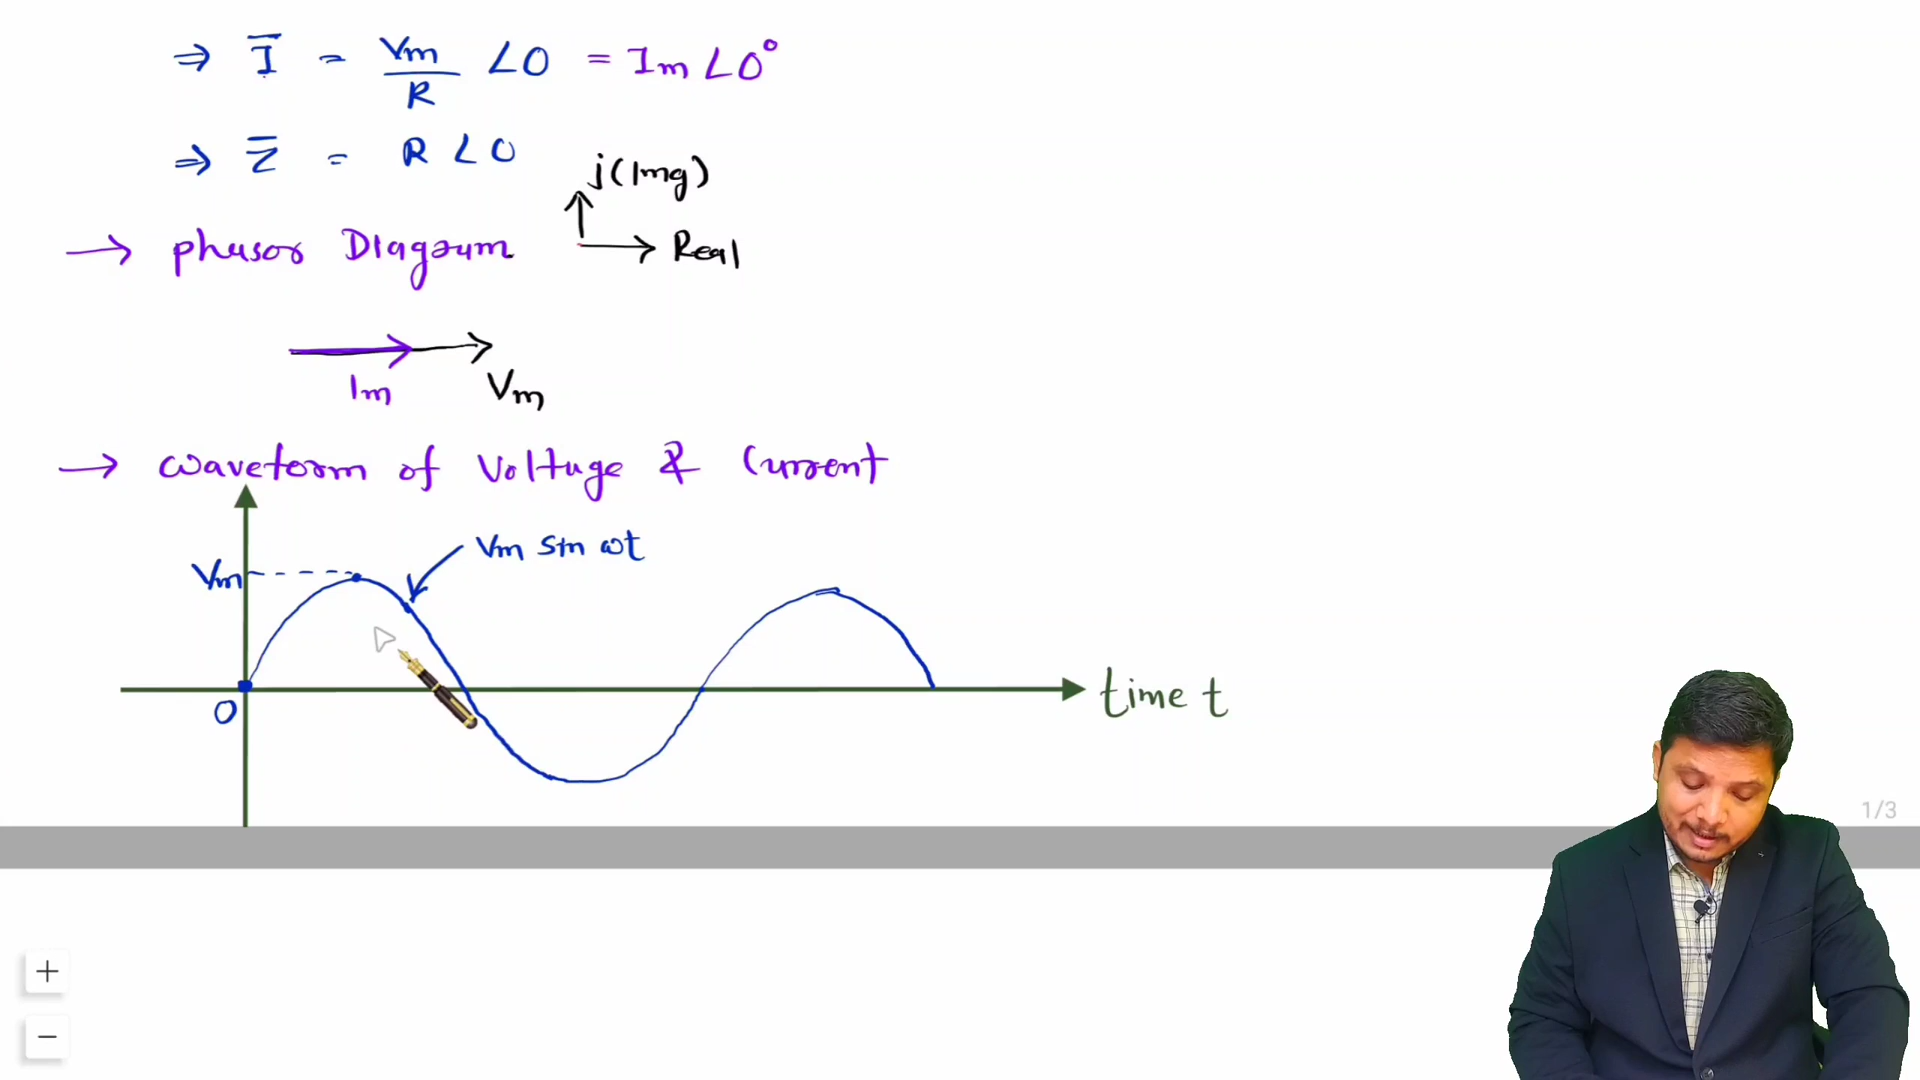 ⇒ Ī = Vm/R ∠0 = Im ∠0°
⇒ Z̄ = R ∠0
j(Img)
→ phasor Diagram
Real
Im
Vm
→ waveform of Voltage & Current
Vm Sin ωt
Vm
0
time t
1/3
+
−